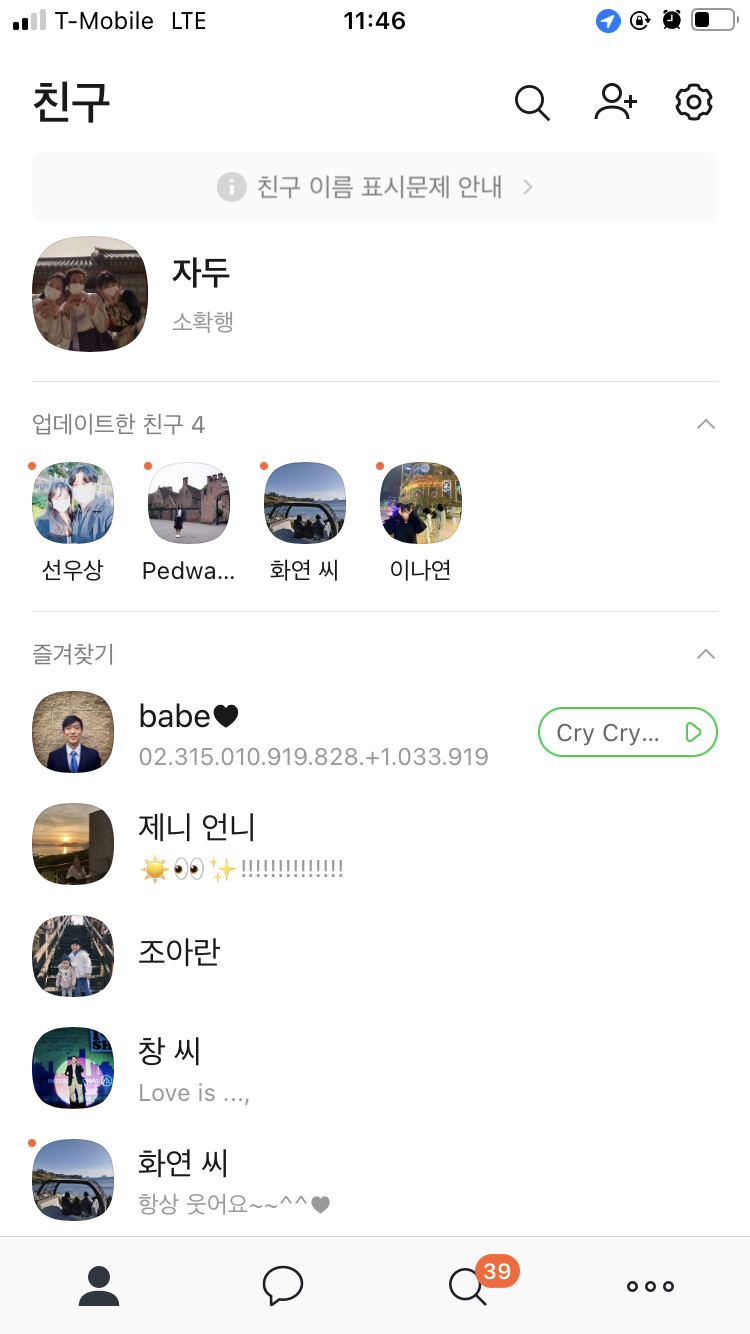 T-Mobile LTE 11:46
친구
친구 이름 표시문제 안내
자두
소확행
업데이트한 친구 4
선우상 Pedwa... 화연 씨 이나연
즐겨찾기
babe♥ Cry Cry...
02.315.010.919.828.+1.033.919
제니 언니
☀️👀✨!!!!!!!!!!!!!!
조아란
창 씨
Love is ...,
화연 씨
항상 웃어요~~^^♥
39